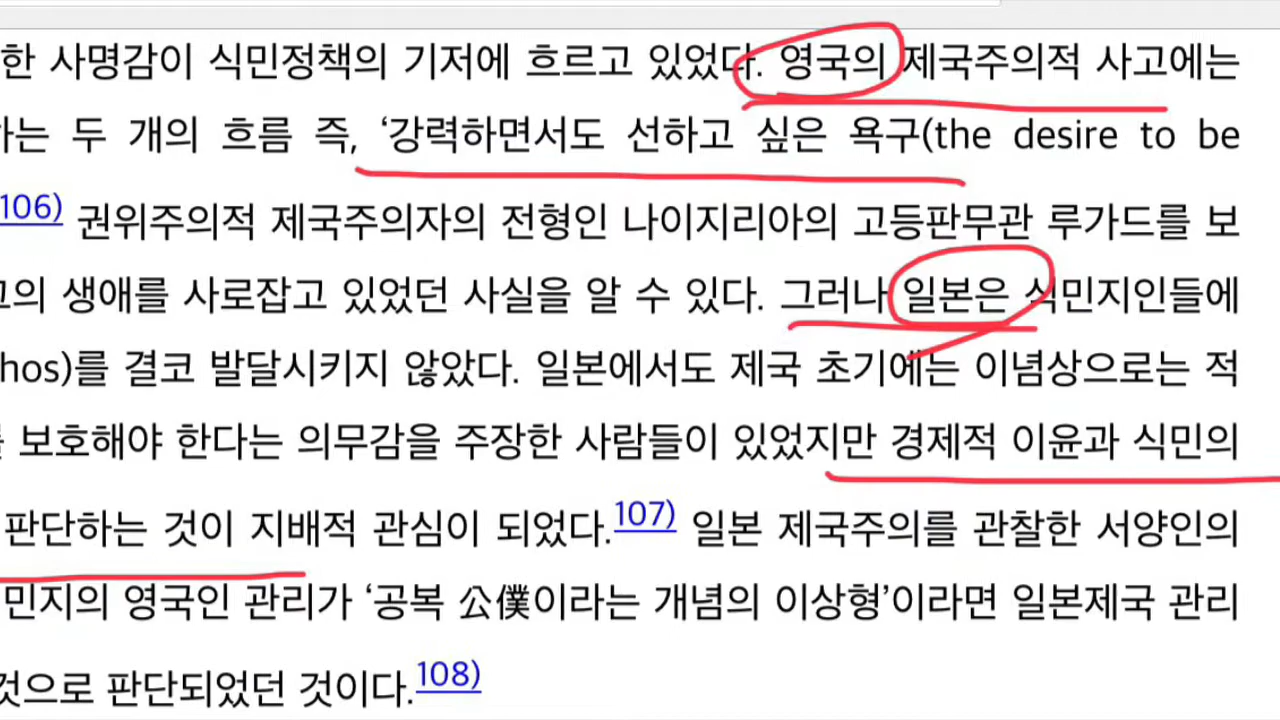 한 사명감이 식민정책의 기저에 흐르고 있었다. 영국의 제국주의적 사고에는
하는 두 개의 흐름 즉, ‘강력하면서도 선하고 싶은 욕구(the desire to be
106) 권위주의적 제국주의자의 전형인 나이지리아의 고등판무관 루가드를 보
그의 생애를 사로잡고 있었던 사실을 알 수 있다. 그러나 일본은 식민지인들에
hos)를 결코 발달시키지 않았다. 일본에서도 제국 초기에는 이념상으로는 적
보호해야 한다는 의무감을 주장한 사람들이 있었지만 경제적 이윤과 식민의
판단하는 것이 지배적 관심이 되었다.107) 일본 제국주의를 관찰한 서양인의
민지의 영국인 관리가 ‘공복 公僕이라는 개념의 이상형’이라면 일본제국 관리
것으로 판단되었던 것이다.108)